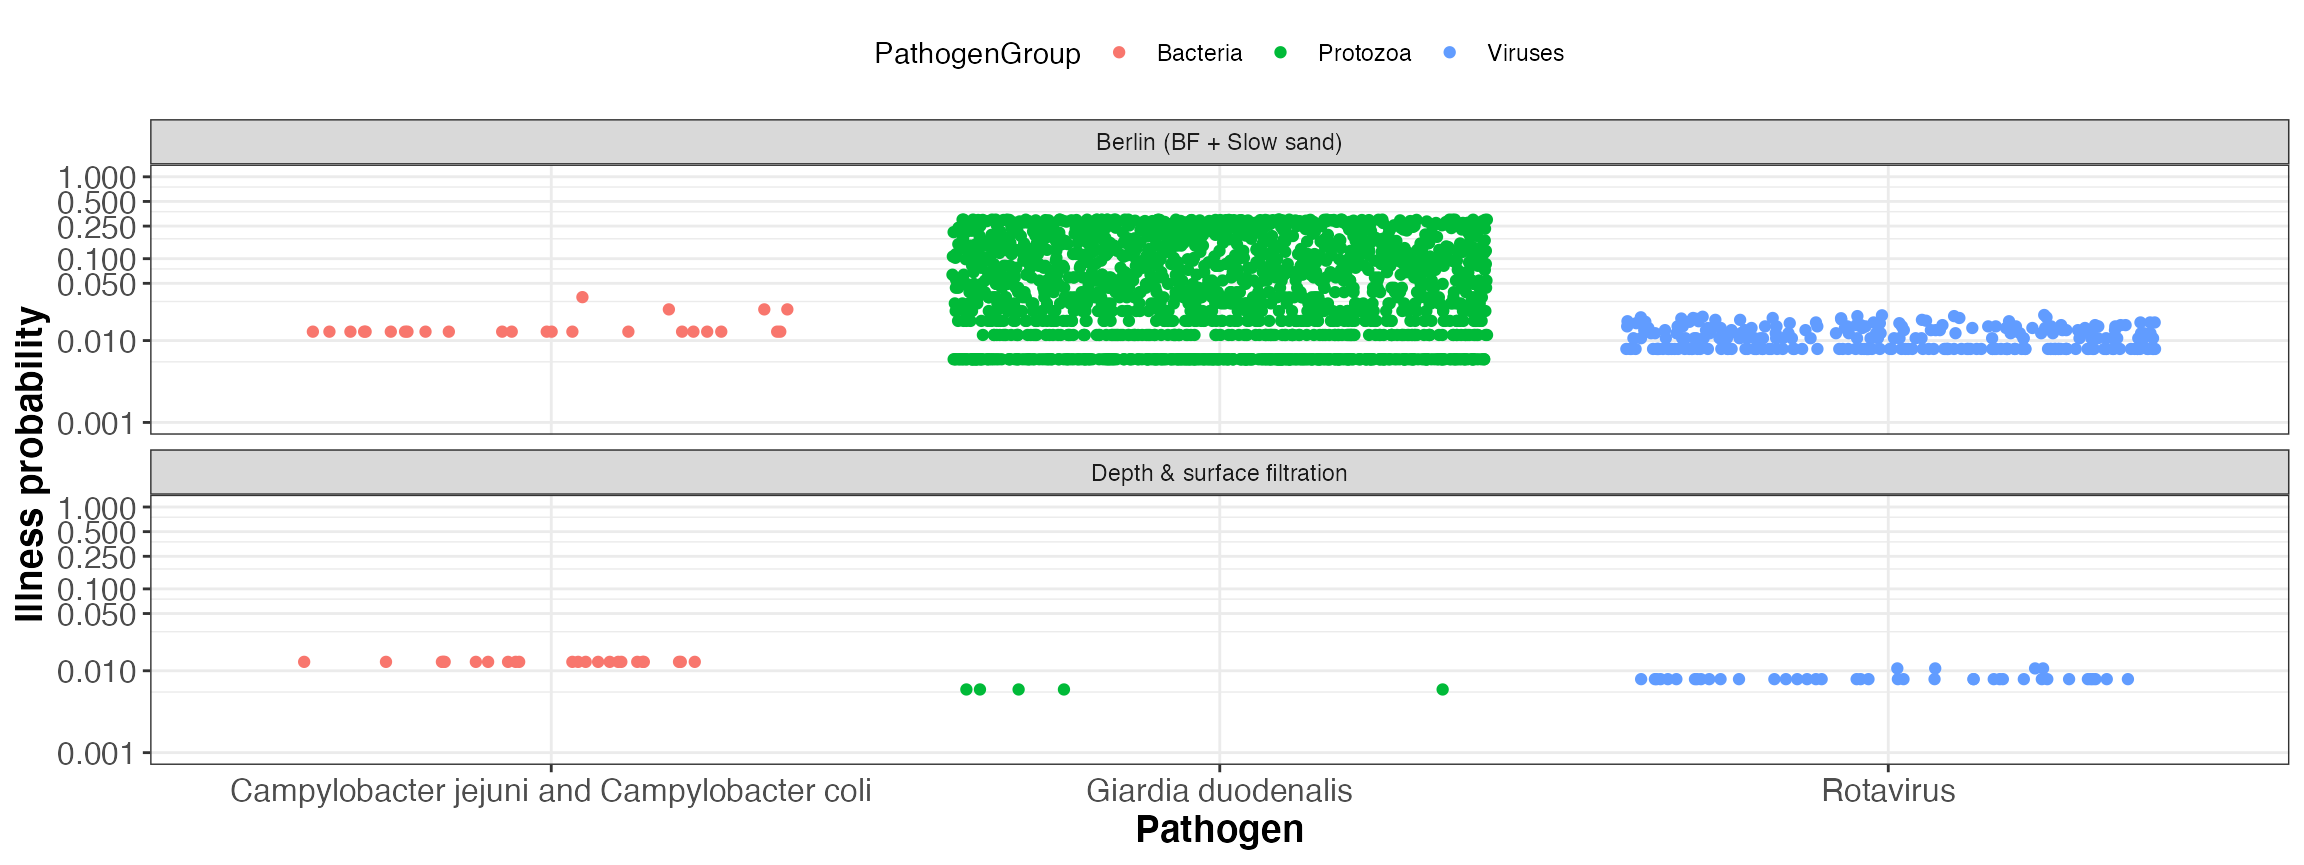 PathogenGroup Bacteria Protozoa Viruses
Berlin (BF + Slow sand)
1.000
0.500
0.250
0.100
0.050
0.010
0.001
Illness probability
Depth & surface filtration
1.000
0.500
0.250
0.100
0.050
0.010
0.001
Campylobacter jejuni and Campylobacter coli Giardia duodenalis Rotavirus
Pathogen